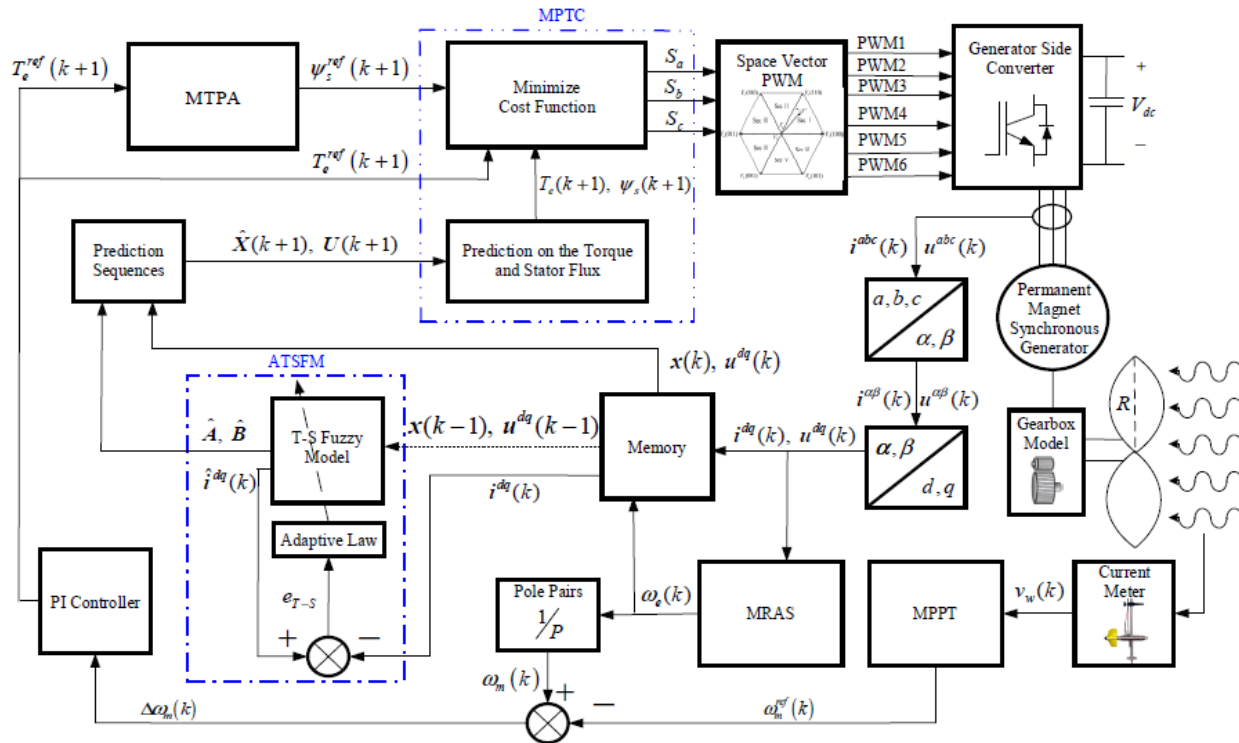 MPTC
T_e^{ref}(k+1)
MTPA
ψ_s^{ref}(k+1)
Minimize
Cost Function
S_a
S_b
S_c
Space Vector
PWM
PWM1
PWM2
PWM3
PWM4
PWM5
PWM6
Generator Side
Converter
+
V_{dc}
−
T_e^{ref}(k+1)
T_e(k+1), ψ_s(k+1)
Prediction
Sequences
X̂(k+1), U(k+1)
Prediction on the Torque
and Stator Flux
i^{abc}(k) u^{abc}(k)
a,b,c
α,β
Permanent
Magnet
Synchronous
Generator
ATSFM
x(k), u^{dq}(k)
i^{αβ}(k) u^{αβ}(k)
R
Â, B̂
T-S Fuzzy
Model
x(k−1), u^{dq}(k−1)
Memory
i^{dq}(k), u^{dq}(k)
α,β
d,q
Gearbox
Model
î^{dq}(k)
i^{dq}(k)
Adaptive Law
PI Controller
e_{T−S}
+
−
Pole Pairs
1/P
ω_e(k)
MRAS
MPPT
v_w(k)
Current
Meter
ω_m(k)
+
−
Δω_m(k)
ω_m^{ref}(k)